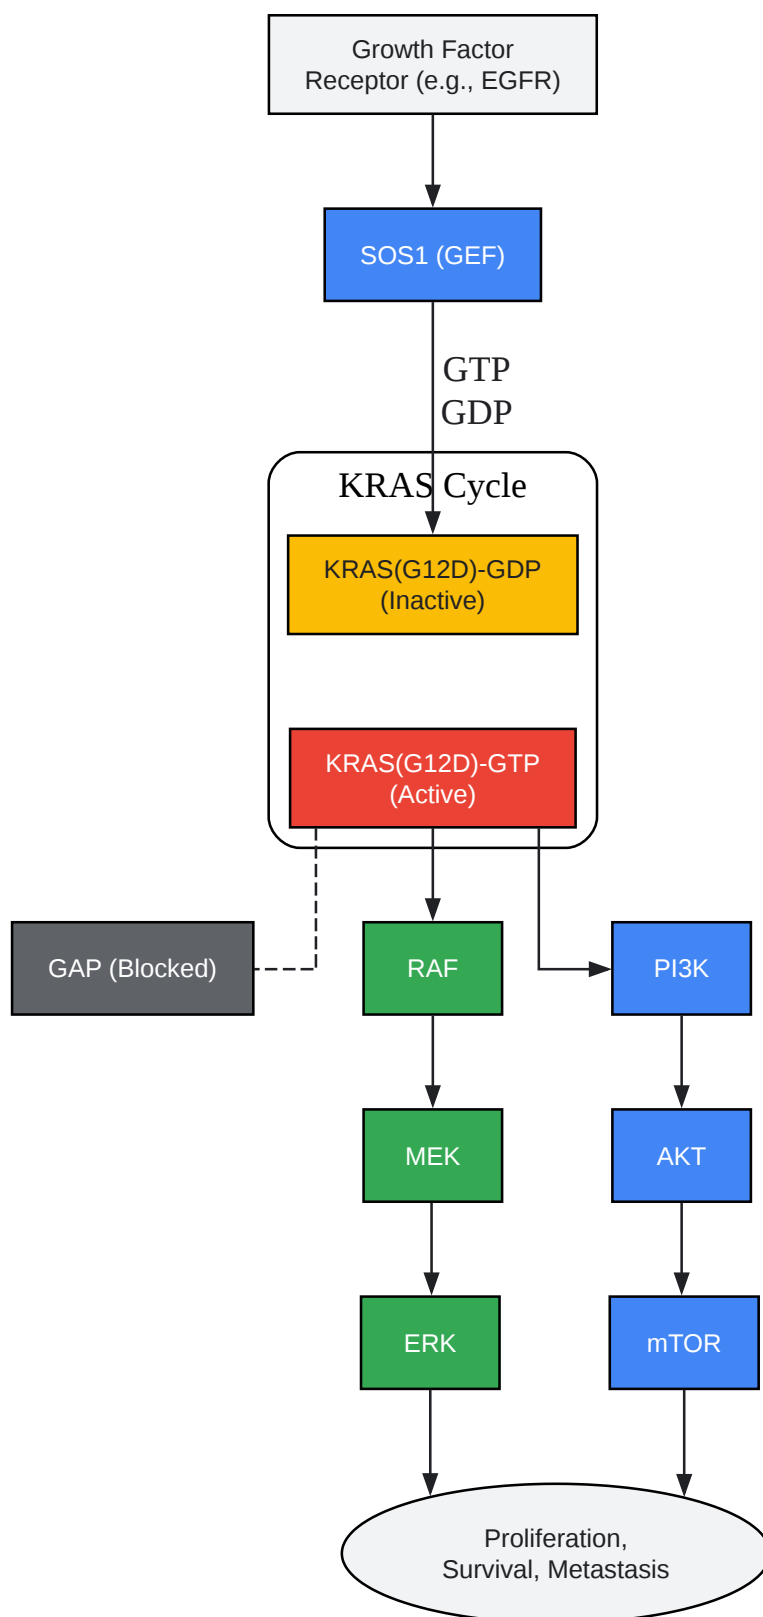 Growth Factor
Receptor (e.g., EGFR)
SOS1 (GEF)
GTP
GDP
KRAS Cycle
KRAS(G12D)-GDP
(Inactive)
KRAS(G12D)-GTP
(Active)
GAP (Blocked)
RAF
PI3K
MEK
AKT
ERK
mTOR
Proliferation,
Survival, Metastasis